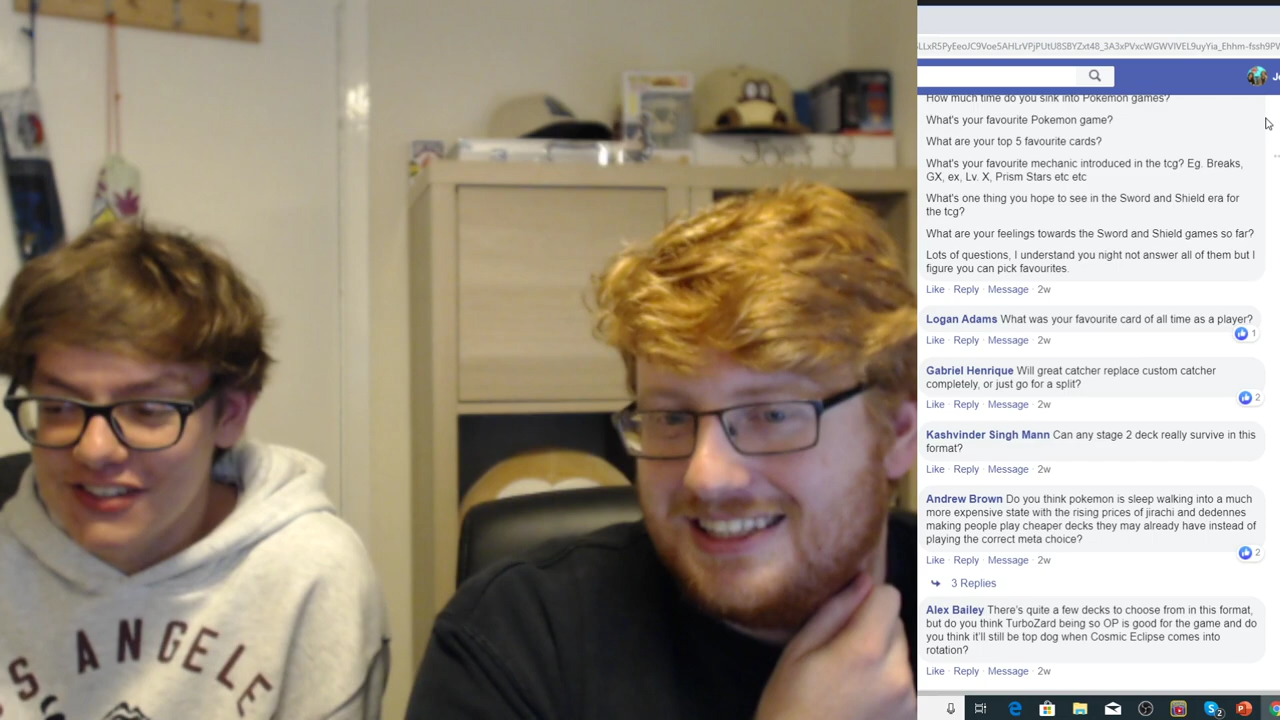 LLxR5PyEeoJC9Voe5AHLrVPjPUtU8SBYZxt48_3A3xPVxcWGWVIVEL9uyYia_Ehhm-fssh9PV
How much time do you sink into Pokemon games?
What's your favourite Pokemon game?
What are your top 5 favourite cards?
What's your favourite mechanic introduced in the tcg? Eg. Breaks,
GX, ex, Lv. X, Prism Stars etc etc
What's one thing you hope to see in the Sword and Shield era for
the tcg?
What are your feelings towards the Sword and Shield games so far?
Lots of questions, I understand you night not answer all of them but I
figure you can pick favourites.
Like · Reply · Message · 2w
Logan Adams What was your favourite card of all time as a player?
1
Like · Reply · Message · 2w
Gabriel Henrique Will great catcher replace custom catcher
completely, or just go for a split?
2
Like · Reply · Message · 2w
Kashvinder Singh Mann Can any stage 2 deck really survive in this
format?
Like · Reply · Message · 2w
Andrew Brown Do you think pokemon is sleep walking into a much
more expensive state with the rising prices of jirachi and dedennes
making people play cheaper decks they may already have instead of
playing the correct meta choice?
2
Like · Reply · Message · 2w
3 Replies
Alex Bailey There's quite a few decks to choose from in this format,
but do you think TurboZard being so OP is good for the game and do
you think it'll still be top dog when Cosmic Eclipse comes into
rotation?
Like · Reply · Message · 2w
S ANGELE